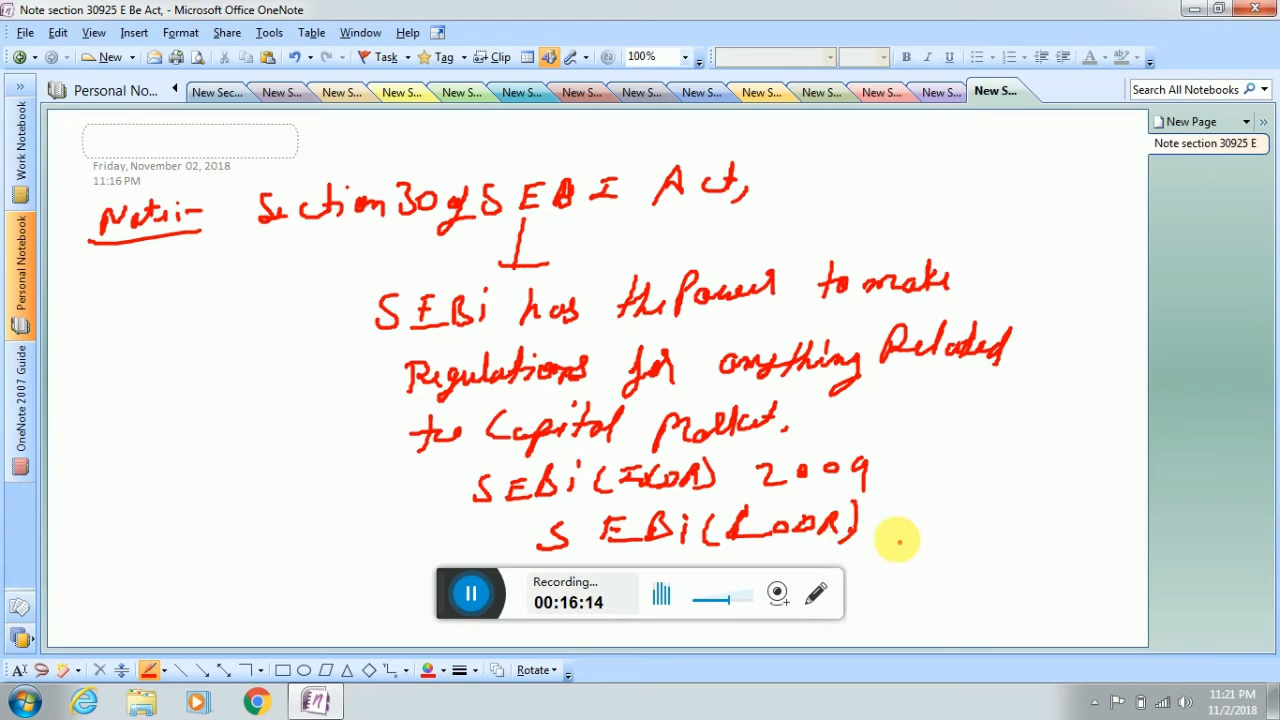 Note section 30925 E Be Act, - Microsoft Office OneNote
File Edit View Insert Format Share Tools Table Window Help
New Task Tag Clip 100%
Personal No... New Sec... New S... New S... New S... New S... New S... New S... New S... New S... New S... New S... New S... New S... New S... Search All Notebooks
New Page
Note section 30925 E
Work Notebook
Personal Notebook
OneNote 2007 Guide
Friday, November 02, 2018
11:16 PM
Note:- Section 30 of SEBI Act,
SEBi has the Power to make
Regulations for anything Related
to Capital Market.
SEBi (ICDR) 2009
SEBi (LODR)
Recording...
00:16:14
Rotate
11:21 PM
11/2/2018